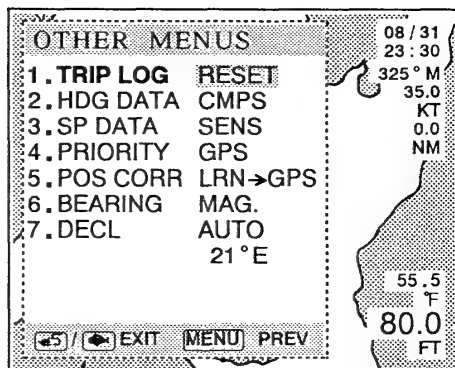 OTHER MENUS
1.TRIP LOG RESET
2.HDG DATA CMPS
3.SP DATA SENS
4.PRIORITY GPS
5.POS CORR LRN→GPS
6.BEARING MAG.
7.DECL AUTO
21°E
5/ EXIT MENU PREV
08/31
23:30
325°M
35.0
KT
0.0
NM
55.5
°F
80.0
FT